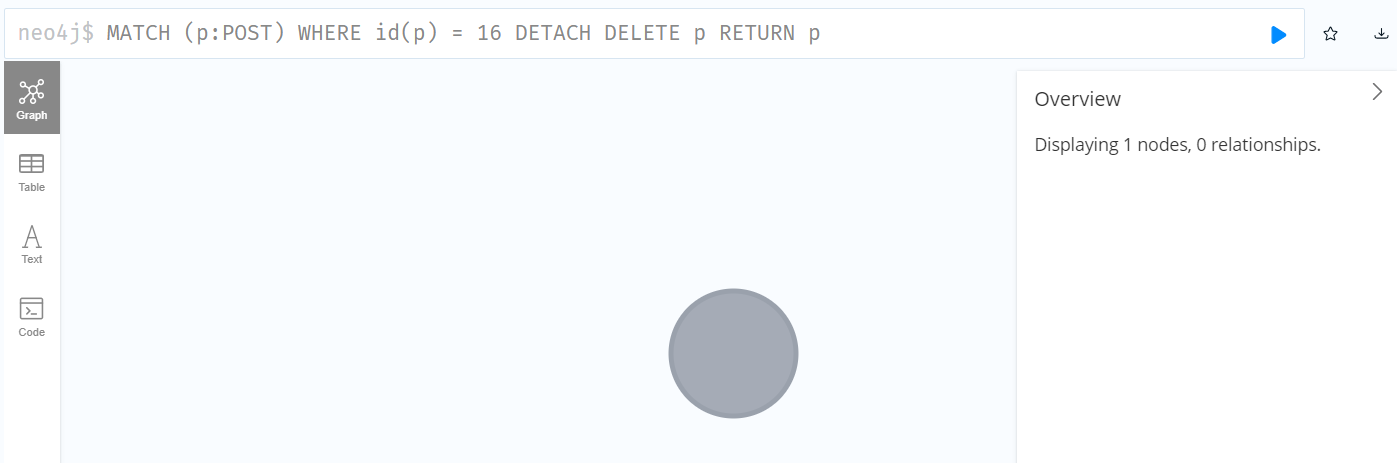 neo4j$ MATCH (p:POST) WHERE id(p) = 16 DETACH DELETE p RETURN p
Graph
Table
Text
Code
Overview
Displaying 1 nodes, 0 relationships.